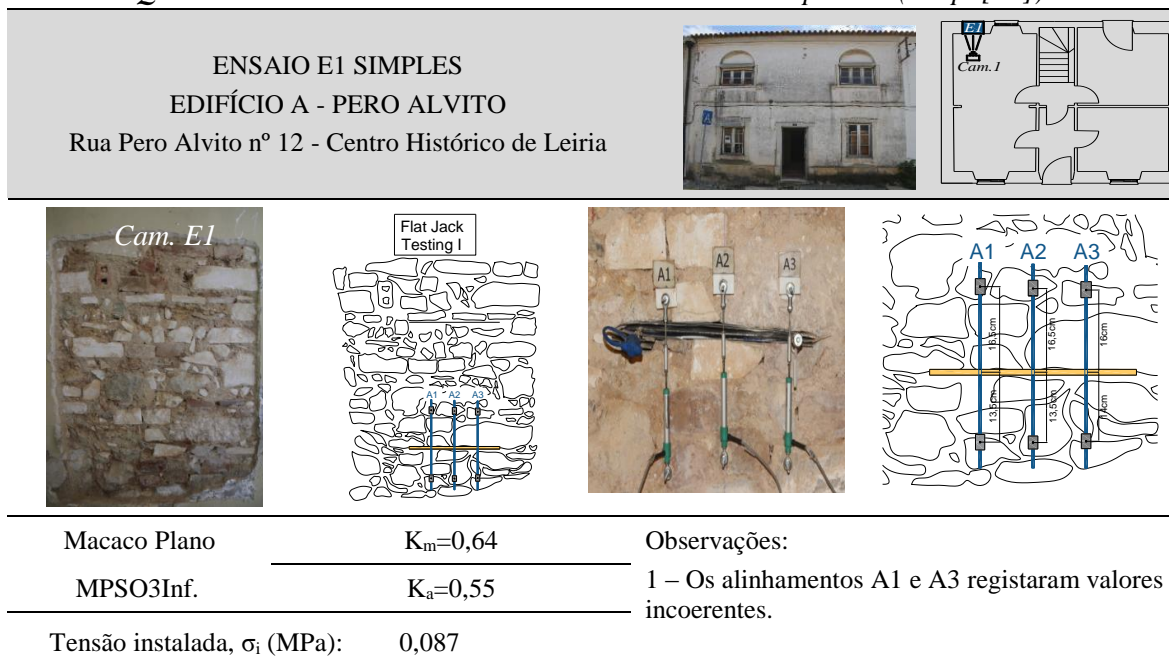 ENSAIO E1 SIMPLES
EDIFÍCIO A - PERO ALVITO
Rua Pero Alvito nº 12 - Centro Histórico de Leiria
E1
Cam.1
Cam. E1
Flat Jack
Testing I
A1 A2 A3
A1 A2 A3
A1 A2 A3
16,5cm 16,5cm 16cm
13,5cm 13,5cm 14cm
Macaco Plano
Km=0,64
Observações:
MPSO3Inf.
Ka=0,55
1 – Os alinhamentos A1 e A3 registaram valores
incoerentes.
Tensão instalada, σi (MPa): 0,087